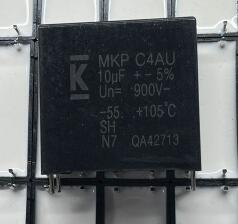 K
MKP C4AU
10µF +-5%
Un= 900V-
-55. +105°C
SH
N7 QA42713